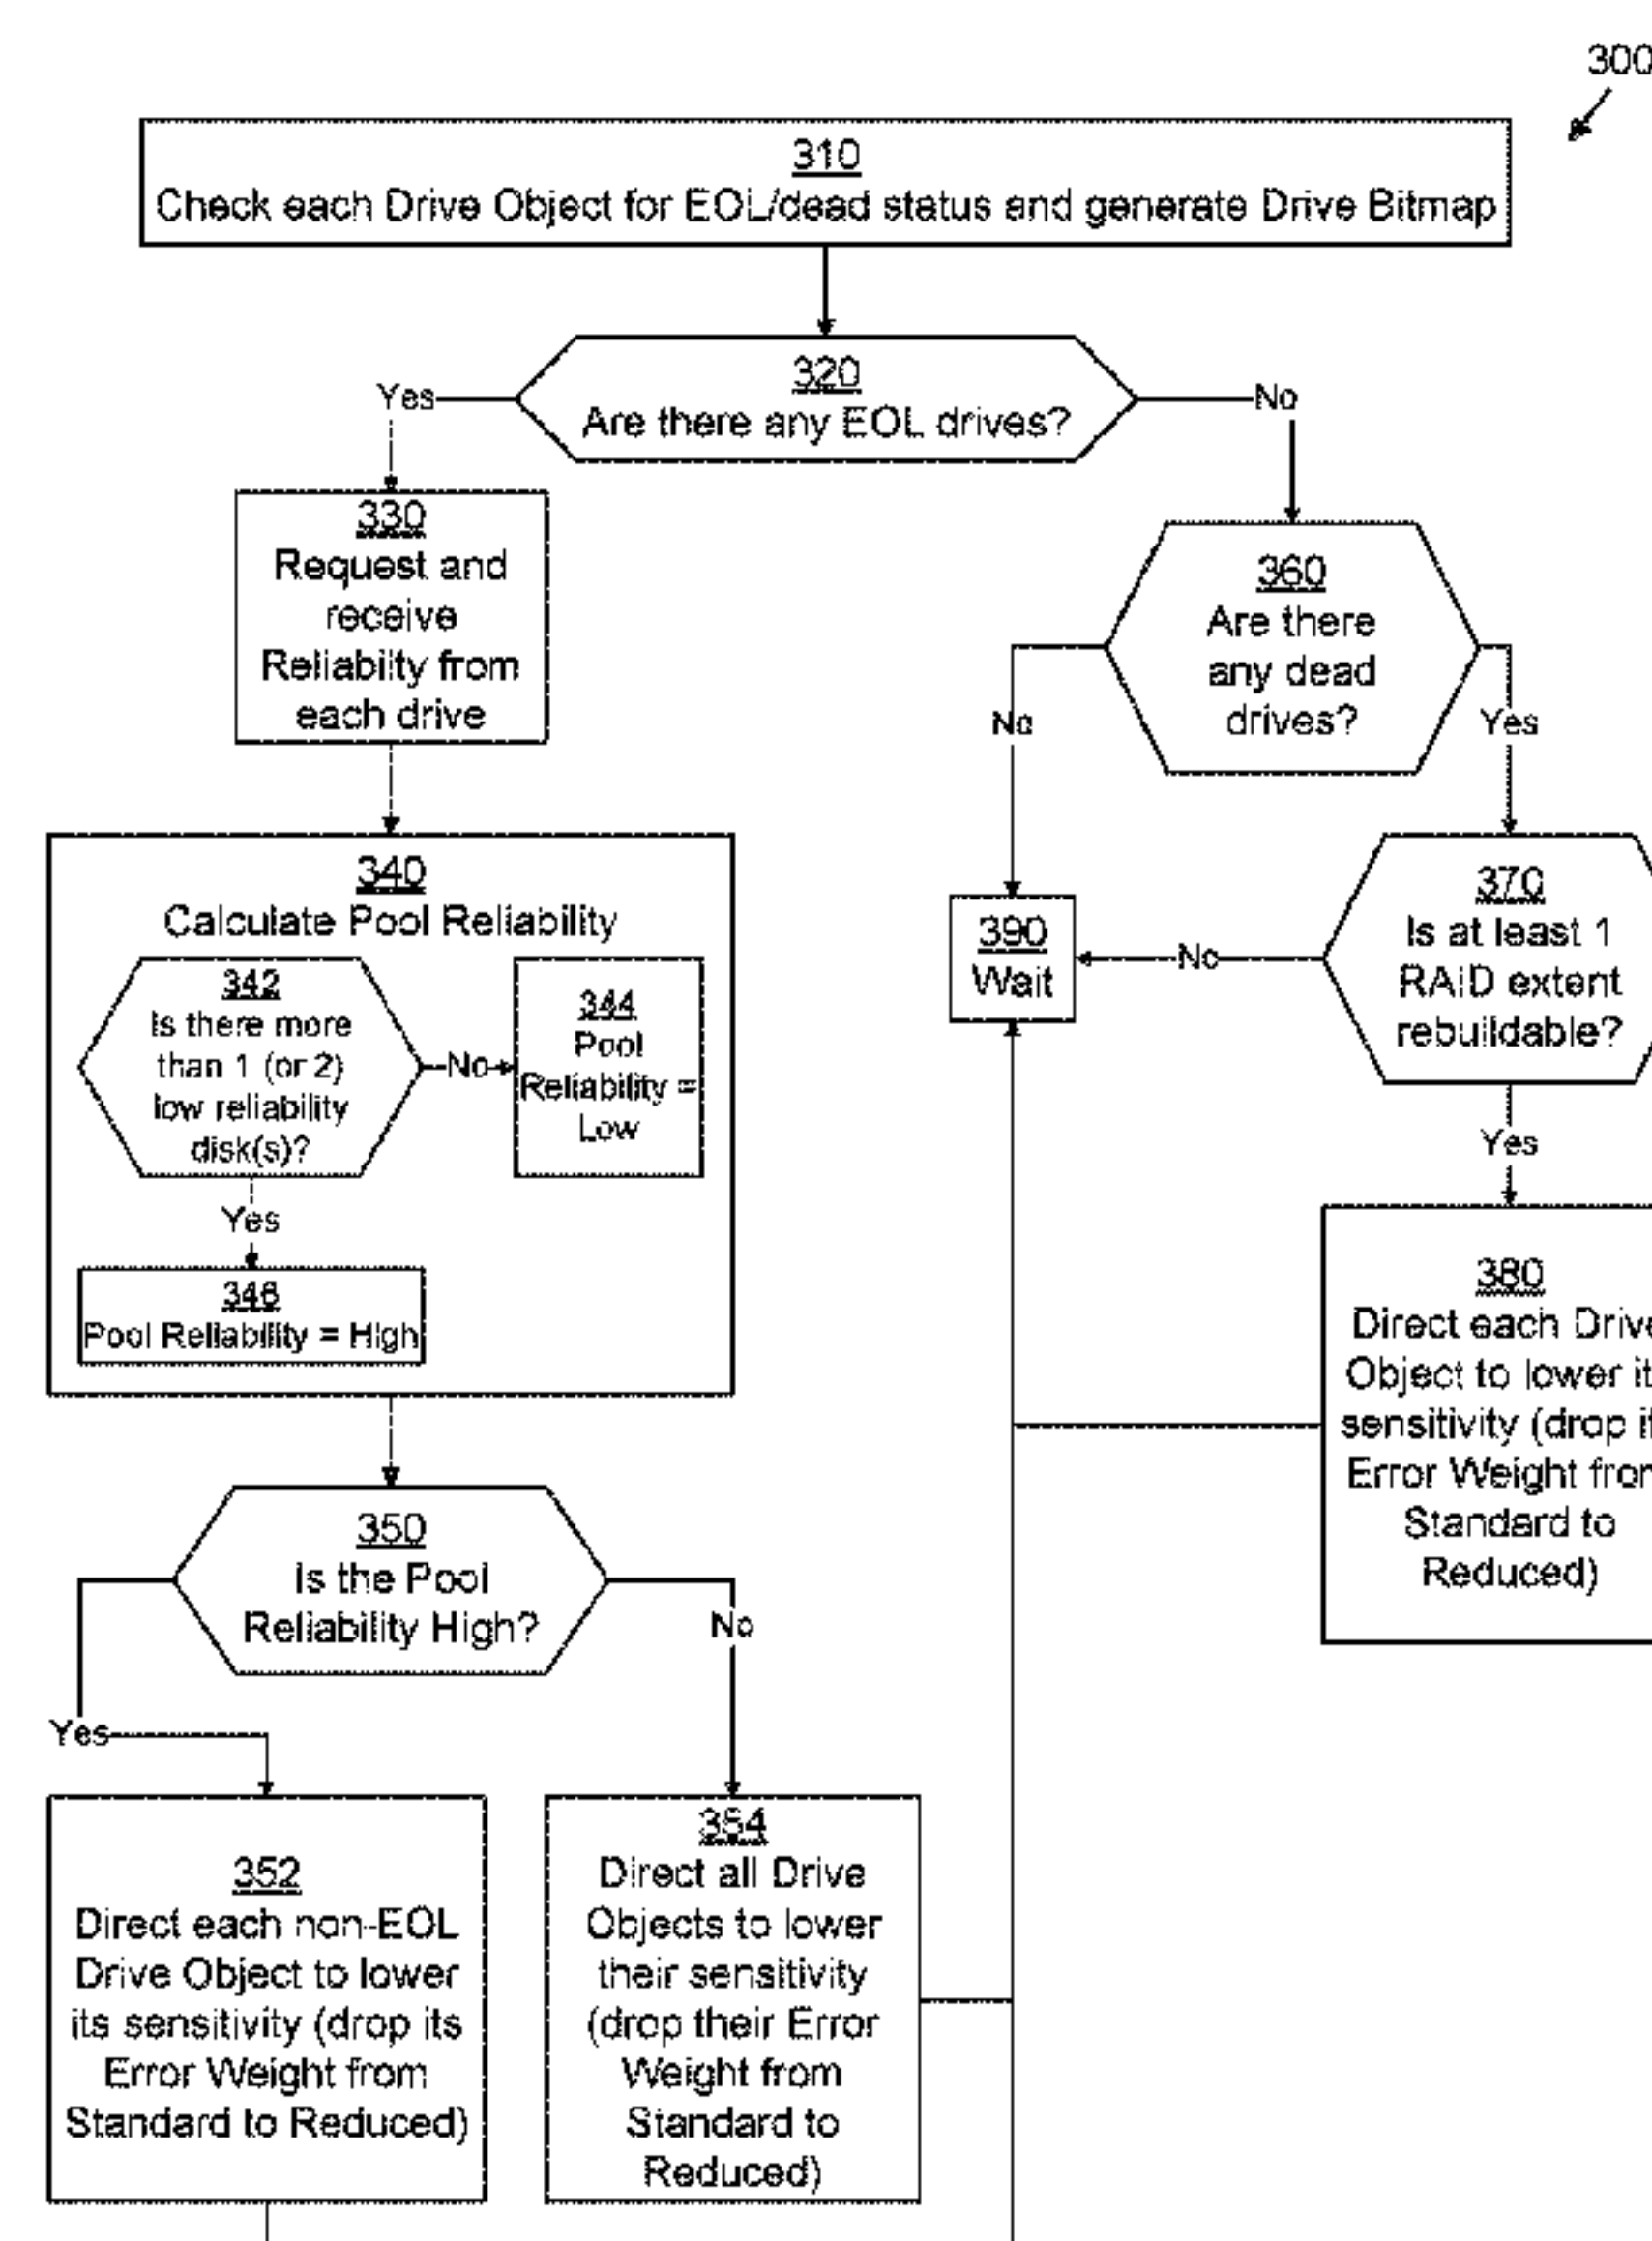 300
310
Check each Drive Object for EOL/dead status and generate Drive Bitmap
320
Are there any EOL drives?
Yes
No
330
Request and
receive
Reliabilty from
each drive
360
Are there
any dead
drives?
No
Yes
340
Calculate Pool Reliability
342
Is there more
than 1 (or 2)
low reliability
disk(s)?
No
344
Pool
Reliability =
Low
Yes
346
Pool Reliability = High
370
Is at least 1
RAID extent
rebuildable?
No
390
Wait
Yes
380
Direct each Drive
Object to lower
sensitivity (drop
Error Weight from
Standard to
Reduced)
350
Is the Pool
Reliability High?
Yes
No
352
Direct each non-EOL
Drive Object to lower
its sensitivity (drop its
Error Weight from
Standard to Reduced)
354
Direct all Drive
Objects to lower
their sensitivity
(drop their Error
Weight from
Standard to
Reduced)